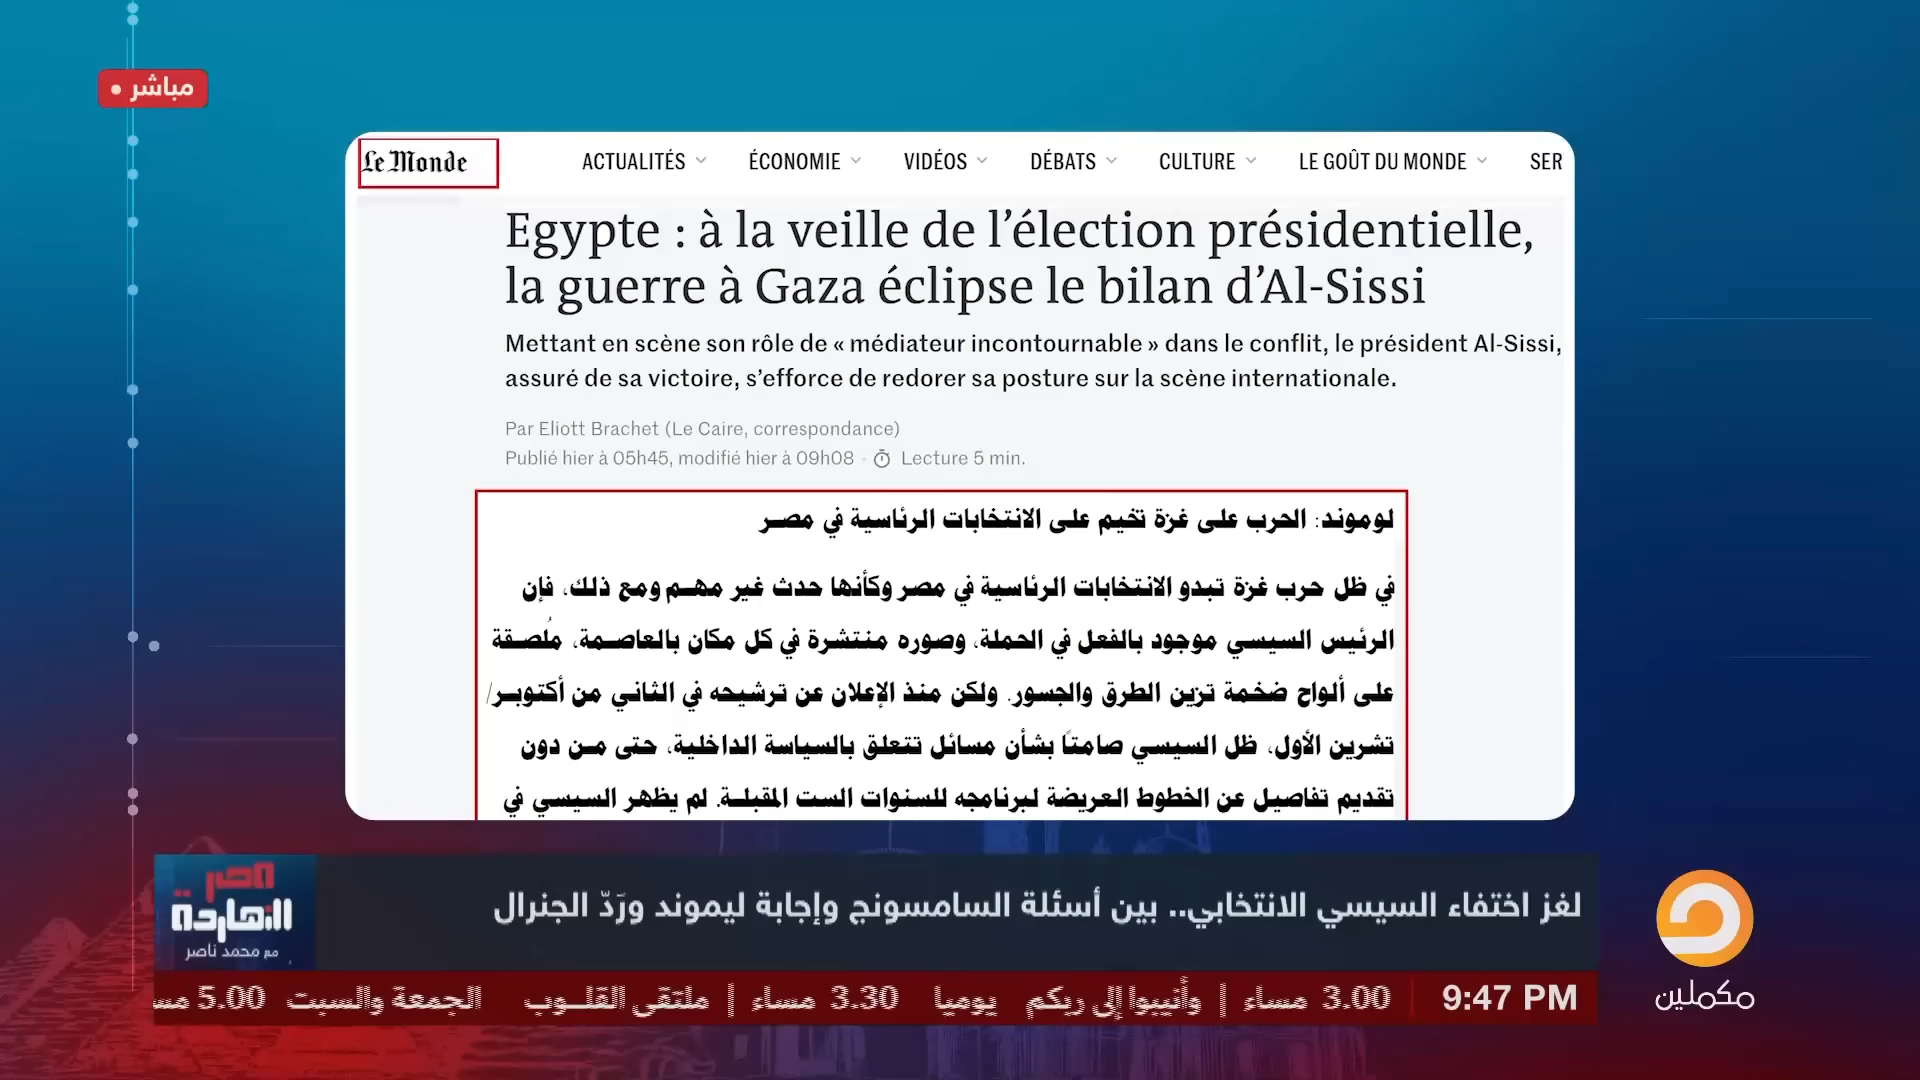 مباشر
Le Monde
ACTUALITÉS ÉCONOMIE VIDÉOS DÉBATS CULTURE LE GOÛT DU MONDE SER
Egypte : à la veille de l’élection présidentielle,
la guerre à Gaza éclipse le bilan d’Al-Sissi
Mettant en scène son rôle de « médiateur incontournable » dans le conflit, le président Al-Sissi,
assuré de sa victoire, s’efforce de redorer sa posture sur la scène internationale.
Par Eliott Brachet (Le Caire, correspondance)
Publié hier à 05h45, modifié hier à 09h08 · Lecture 5 min.
لوموند: الحرب على غزة تخيم على الانتخابات الرئاسية في مصر
في ظل حرب غزة تبدو الانتخابات الرئاسية في مصر وكأنها حدث غير مهم ومع ذلك، فإن
الرئيس السيسي موجود بالفعل في الحملة، وصوره منتشرة في كل مكان بالعاصمة، مُلصقة
على ألواح ضخمة تزين الطرق والجسور. ولكن منذ الإعلان عن ترشيحه في الثاني من أكتوبر/
تشرين الأول، ظل السيسي صامتًا بشأن مسائل تتعلق بالسياسة الداخلية، حتى من دون
تقديم تفاصيل عن الخطوط العريضة لبرنامجه للسنوات الست المقبلة. لم يظهر السيسي في
لغز اختفاء السيسي الانتخابي.. بين أسئلة السامسونج وإجابة ليموند ورَدّ الجنرال
مصر
النهاردة
مع محمد ناصر
9:47 PM
3.00 مساء | وأنيبوا إلى ربكم يوميا 3.30 مساء | ملتقى القلوب الجمعة والسبت 5.00 مس
مكملين